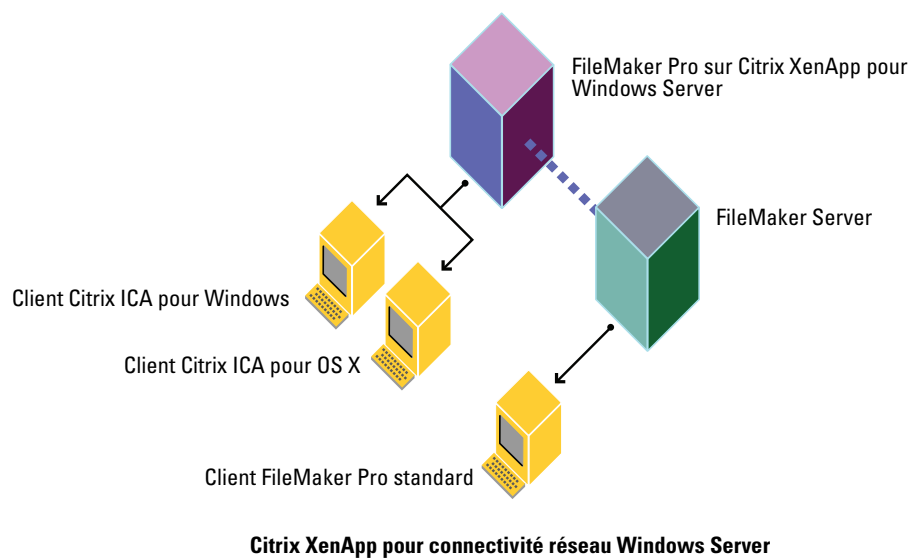 FileMaker Pro sur Citrix XenApp pour
Windows Server
FileMaker Server
Client Citrix ICA pour Windows
Client Citrix ICA pour OS X
Client FileMaker Pro standard
Citrix XenApp pour connectivité réseau Windows Server